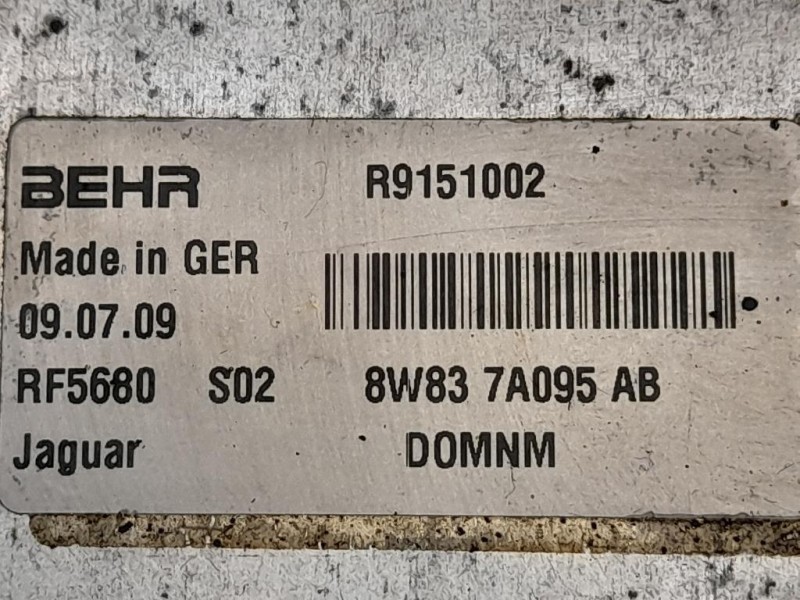 BEHR R9151002
Made in GER
09.07.09
RF5680 S02 8W83 7A095 AB
Jaguar DOMNM